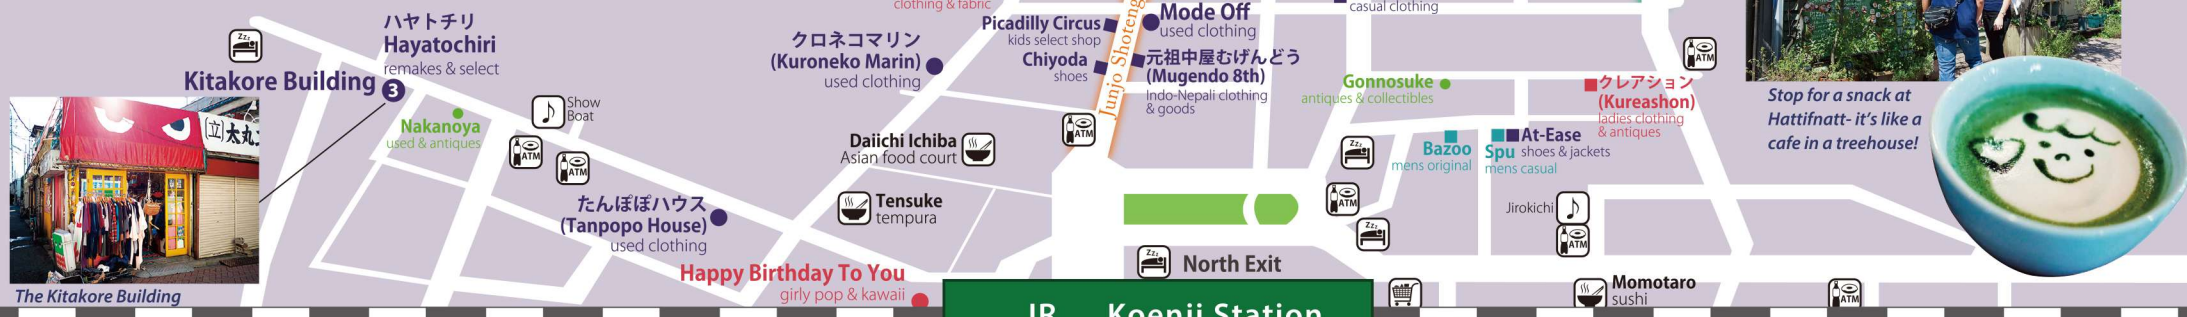 clothing & fabric
casual clothing
ハヤトチリ
Hayatochiri
remakes & select
Kitakore Building
3
Zzz
Nakanoya
used & antiques
Show
Boat
ATM
ATM
The Kitakore Building
たんぽぽハウス
(Tanpopo House)
used clothing
クロネコマリン
(Kuroneko Marin)
used clothing
Picadilly Circus
kids select shop
Chiyoda
shoes
Junjo Shoteng
Mode Off
used clothing
元祖仲屋むげんどう
(Mugendo 8th)
Indo-Nepali clothing
& goods
ATM
Daiichi Ichiba
Asian food court
Tensuke
tempura
Happy Birthday To You
girly pop & kawaii
Zzz
North Exit
JR Koenji Station
Gonnosuke
antiques & collectibles
Zzz
ATM
Zzz
Bazoo
mens original
Spu
mens casual
At-Ease
shoes & jackets
クレアション
(Kureashon)
ladies clothing
& antiques
ATM
Jirokichi
ATM
Momotaro
sushi
ATM
Stop for a snack at
Hattifnatt- it's like a
cafe in a treehouse!